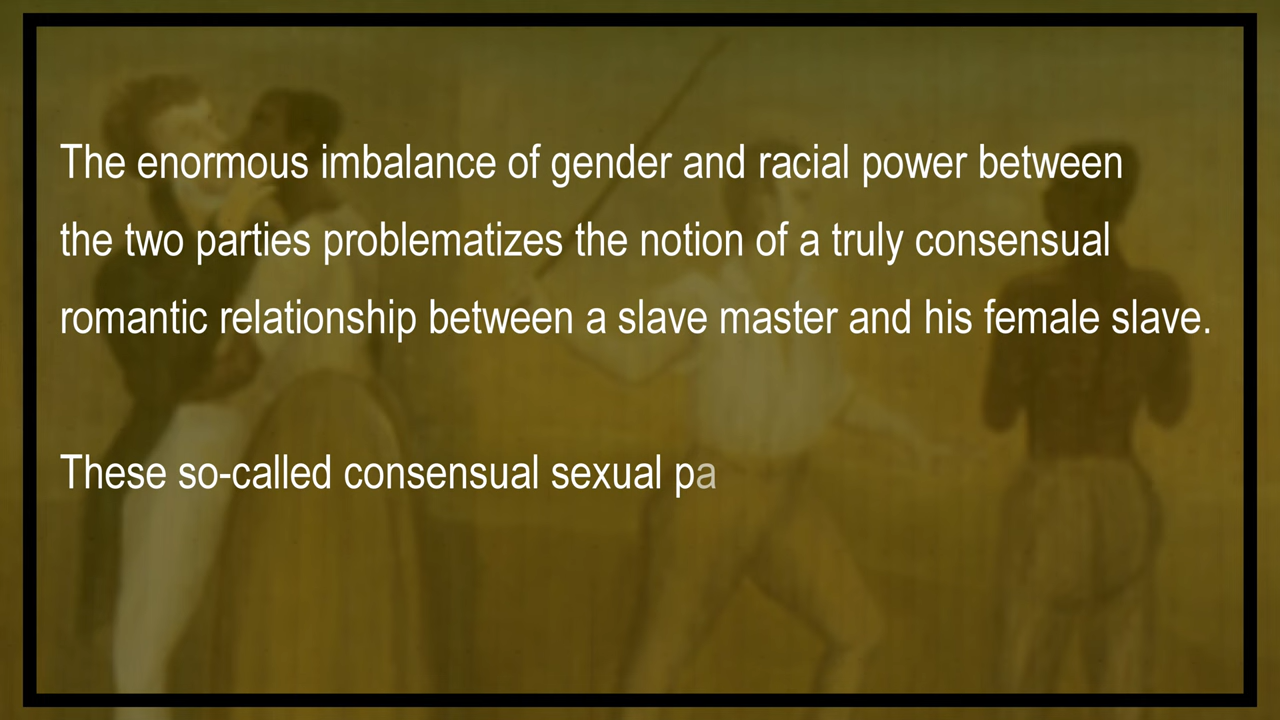 The enormous imbalance of gender and racial power between
the two parties problematizes the notion of a truly consensual
romantic relationship between a slave master and his female slave.
These so-called consensual sexual pa